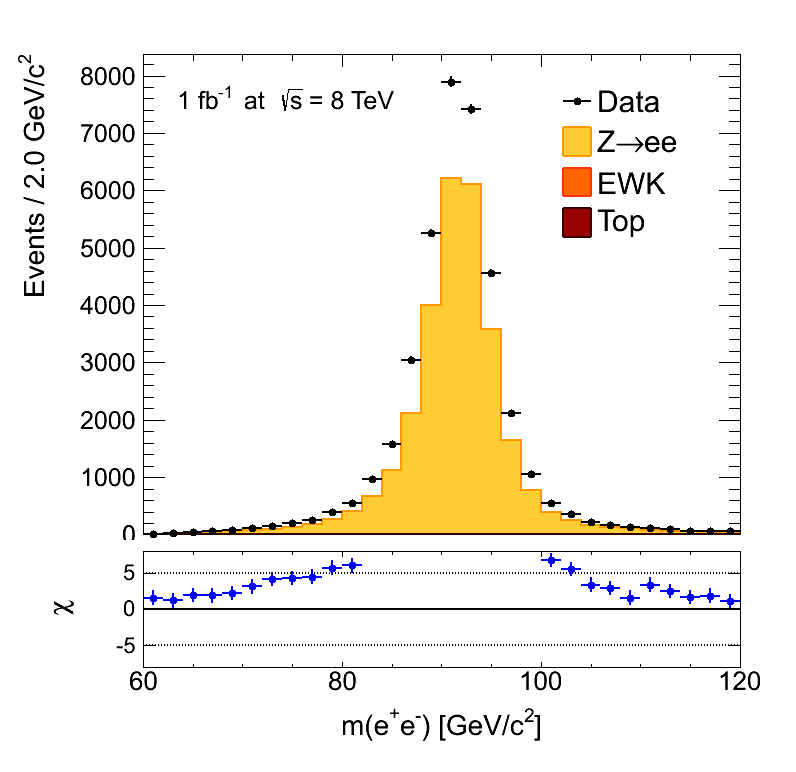 Events / 2.0 GeV/c²
8000
7000
6000
5000
4000
3000
2000
1000
0
1 fb⁻¹ at √s = 8 TeV
Data
Z→ee
EWK
Top
χ
5
0
-5
60 80 100 120
m(e⁺e⁻) [GeV/c²]